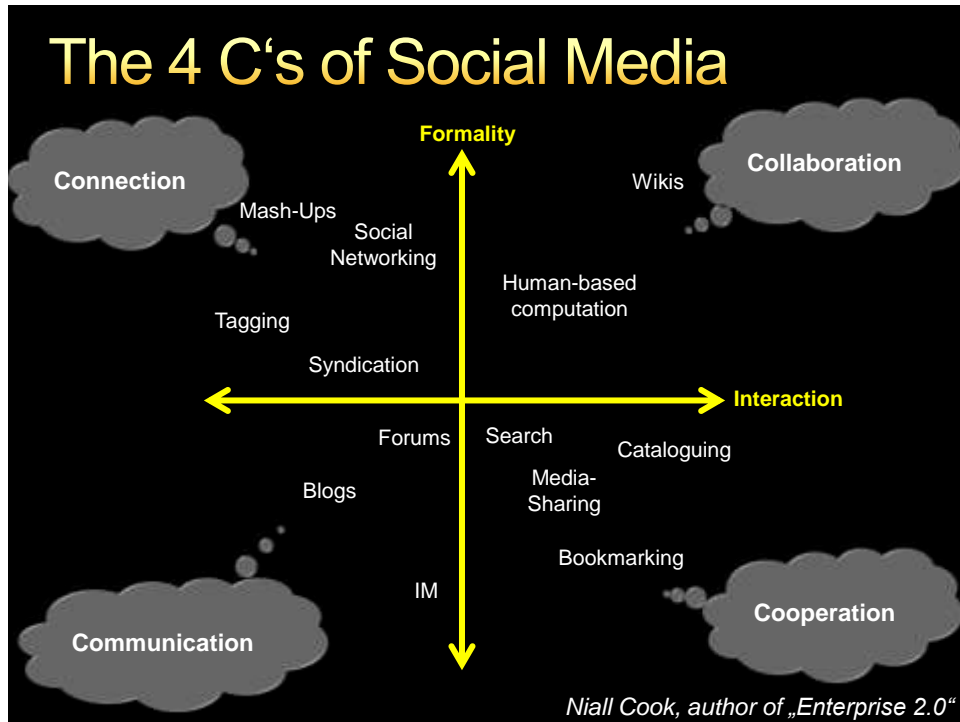 The 4 C‘s of Social Media
Formality
Connection
Collaboration
Wikis
Mash-Ups
Social
Networking
Human-based
computation
Tagging
Syndication
Interaction
Forums
Search
Cataloguing
Media-
Sharing
Blogs
Bookmarking
IM
Cooperation
Communication
Niall Cook, author of „Enterprise 2.0“